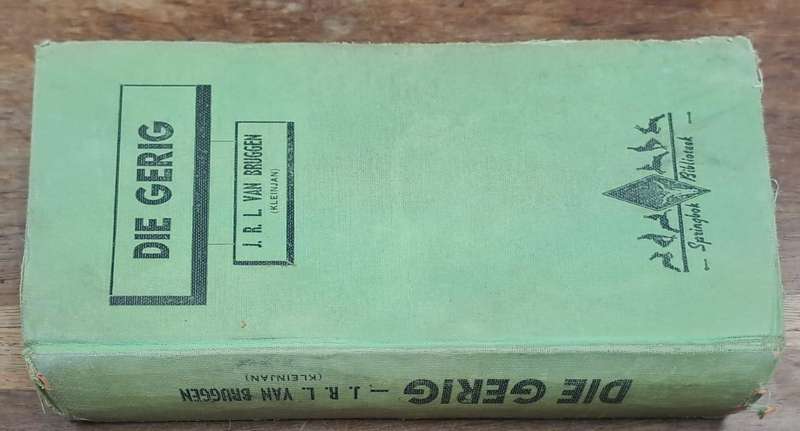 DIE GERIG
J. R. L. VAN BRUGGEN
(KLEINJAN)
— Springbok Biblioteek —
DIE GERIG — J. R. L. VAN BRUGGEN
(KLEINJAN)